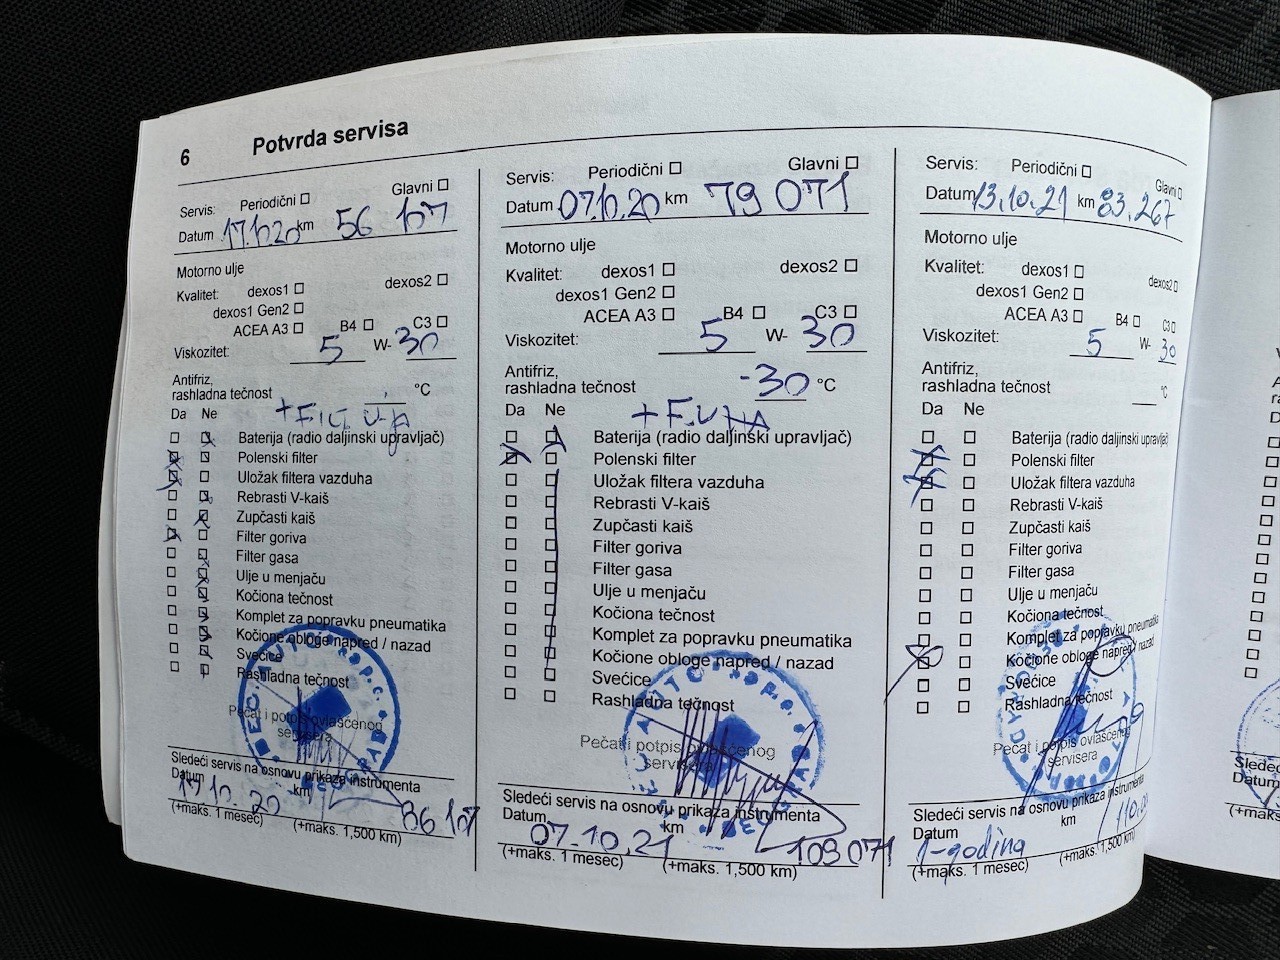 6 Potvrda servisa
Servis: Periodični Glavni
Datum 17.10.20 km 56 107
Motorno ulje
Kvalitet: dexos1 dexos2
dexos1 Gen2
ACEA A3 B4 C3
Viskozitet: 5 W- 30
Antifriz,
rashladna tečnost °C
Da Ne
Baterija (radio daljinski upravljač)
Polenski filter
Uložak filtera vazduha
Rebrasti V-kaiš
Zupčasti kaiš
Filter goriva
Filter gasa
Ulje u menjaču
Kočiona tečnost
Komplet za popravku pneumatika
Kočione obloge napred / nazad
Svećice
Rashladna tečnost
Pečat i potpis ovlašćenog
servisera
Sledeći servis na osnovu prikaza instrumenta
Datum km
17 10. 20 86 107
(+maks. 1 mesec) (+maks. 1,500 km)
Servis: Periodični Glavni
Datum 07.10.20 km 79 071
Motorno ulje
Kvalitet: dexos1 dexos2
dexos1 Gen2
ACEA A3 B4 C3
Viskozitet: 5 W- 30
Antifriz,
rashladna tečnost -30 °C
Da Ne
Baterija (radio daljinski upravljač)
Polenski filter
Uložak filtera vazduha
Rebrasti V-kaiš
Zupčasti kaiš
Filter goriva
Filter gasa
Ulje u menjaču
Kočiona tečnost
Komplet za popravku pneumatika
Kočione obloge napred / nazad
Svećice
Rashladna tečnost
Pečat i potpis ovlašćenog
servisera
Sledeći servis na osnovu prikaza instrumenta
Datum km
07.10.21 109 071
(+maks. 1 mesec) (+maks. 1,500 km)
Servis: Periodični Glavni
Datum 13.10.21 km 83.267
Motorno ulje
Kvalitet: dexos1 dexos2
dexos1 Gen2
ACEA A3 B4 C3
Viskozitet: 5 W- 30
Antifriz,
rashladna tečnost °C
Da Ne
Baterija (radio daljinski upravljač)
Polenski filter
Uložak filtera vazduha
Rebrasti V-kaiš
Zupčasti kaiš
Filter goriva
Filter gasa
Ulje u menjaču
Kočiona tečnost
Komplet za popravku pneumatika
Kočione obloge napred / nazad
Svećice
Rashladna tečnost
Pečat i potpis ovlašćenog
servisera
Sledeći servis na osnovu prikaza instrumenta
Datum km
1-godina
(+maks. 1 mesec) (+maks. 1,500 km)
Datum